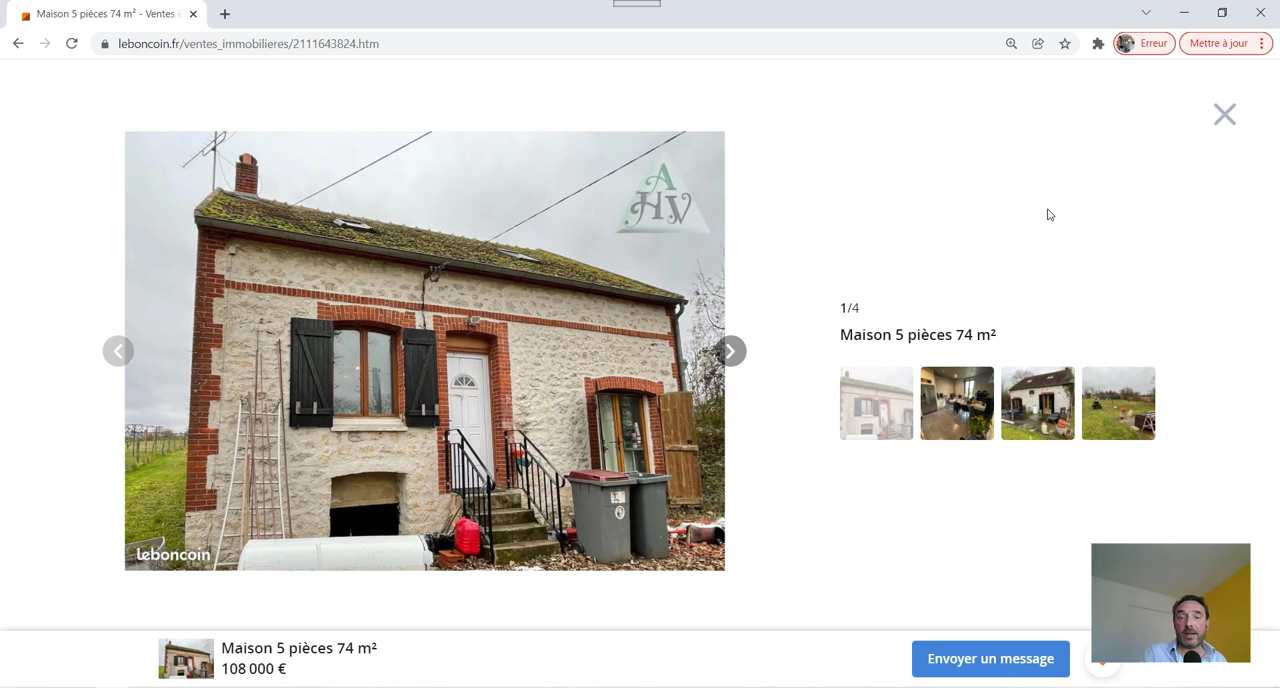 Maison 5 pièces 74 m² - Ventes i
leboncoin.fr/ventes_immobilieres/2111643824.htm
Erreur
Mettre à jour
AHV
1/4
Maison 5 pièces 74 m²
leboncoin
Maison 5 pièces 74 m²
108 000 €
Envoyer un message